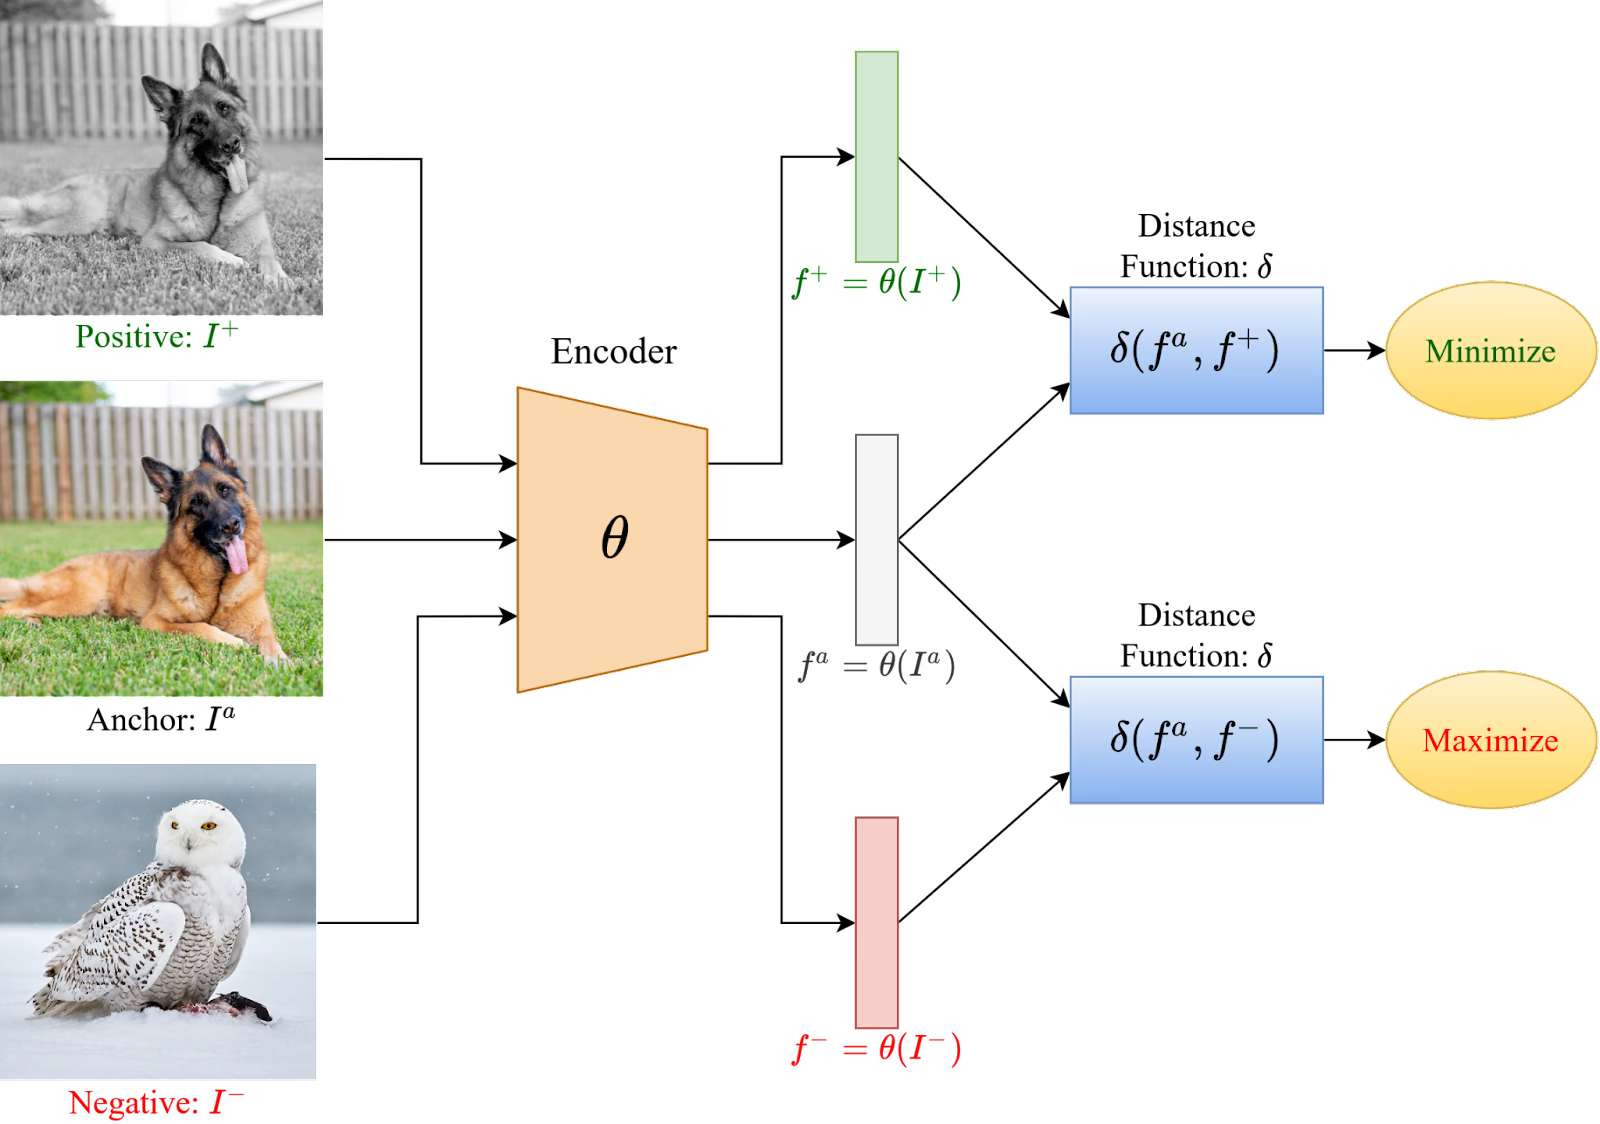 Positive: I⁺
Anchor: Iᵃ
Negative: I⁻
Encoder
θ
f⁺ = θ(I⁺)
fᵃ = θ(Iᵃ)
f⁻ = θ(I⁻)
Distance
Function: δ
δ(fᵃ, f⁺)
Minimize
Distance
Function: δ
δ(fᵃ, f⁻)
Maximize